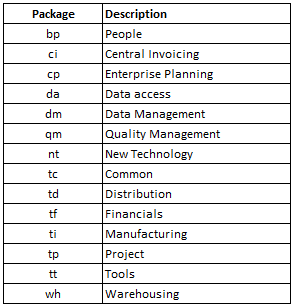 Package Description
bp People
ci Central Invoicing
cp Enterprise Planning
da Data access
dm Data Management
qm Quality Management
nt New Technology
tc Common
td Distribution
tf Financials
ti Manufacturing
tp Project
tt Tools
wh Warehousing